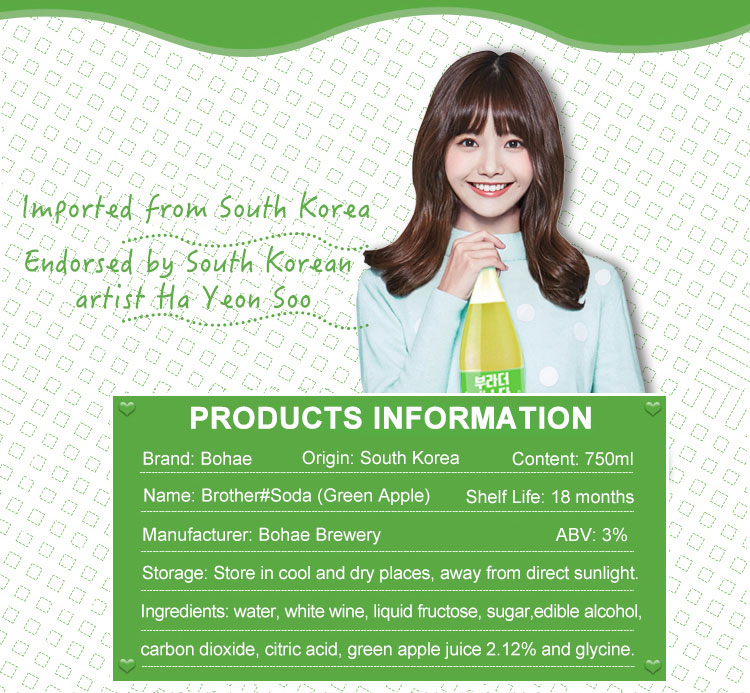 Imported from South Korea
Endorsed by South Korean
artist Ha Yeon Soo
부라더
PRODUCTS INFORMATION
Brand: Bohae Origin: South Korea Content: 750ml
Name: Brother#Soda (Green Apple) Shelf Life: 18 months
Manufacturer: Bohae Brewery ABV: 3%
Storage: Store in cool and dry places, away from direct sunlight.
Ingredients: water, white wine, liquid fructose, sugar,edible alcohol,
carbon dioxide, citric acid, green apple juice 2.12% and glycine.